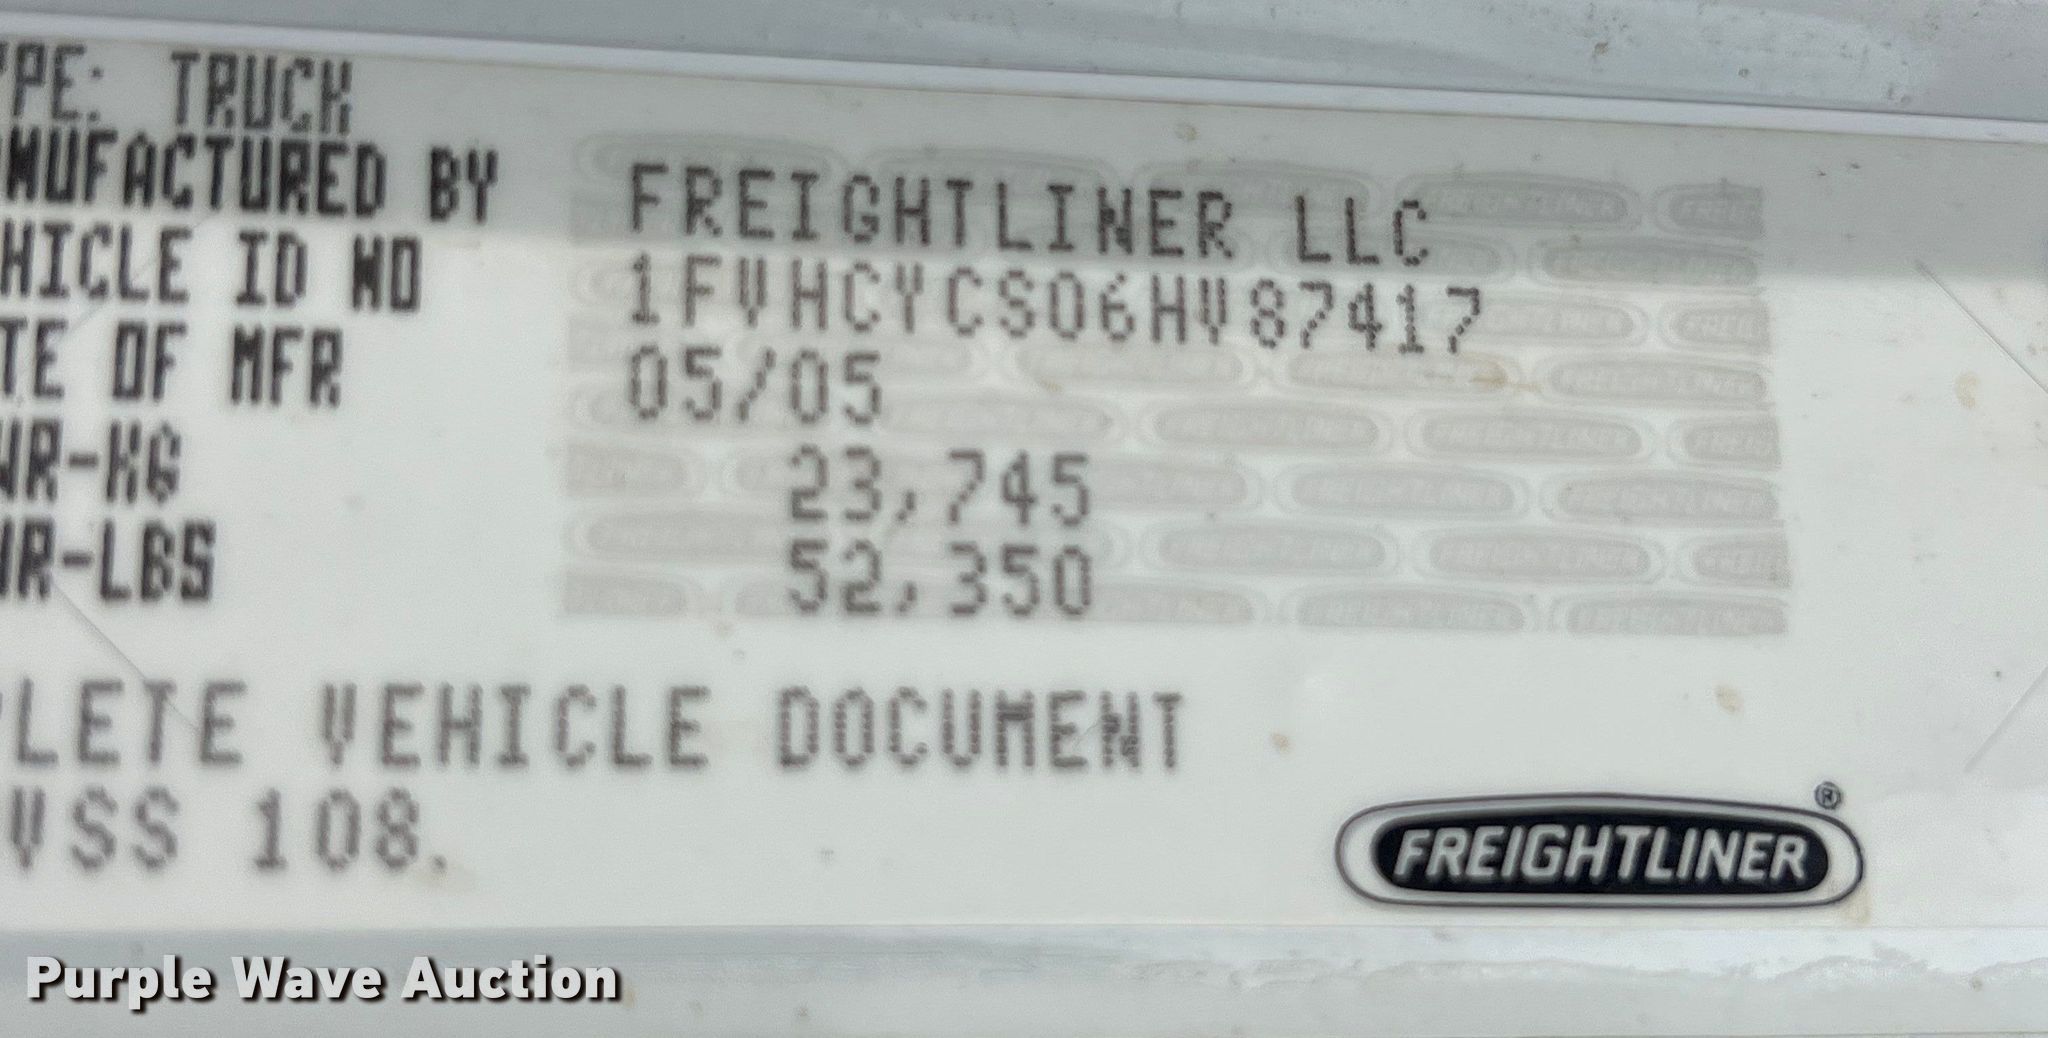 YPE: TRUCK
NUFACTURED BY FREIGHTLINER LLC
HICLE ID NO 1FVHCYCS06HV87417
TE OF MFR 05/05
WR-KG 23,745
WR-LBS 52,350
LETE VEHICLE DOCUMENT
VSS 108.
FREIGHTLINER®
Purple Wave Auction